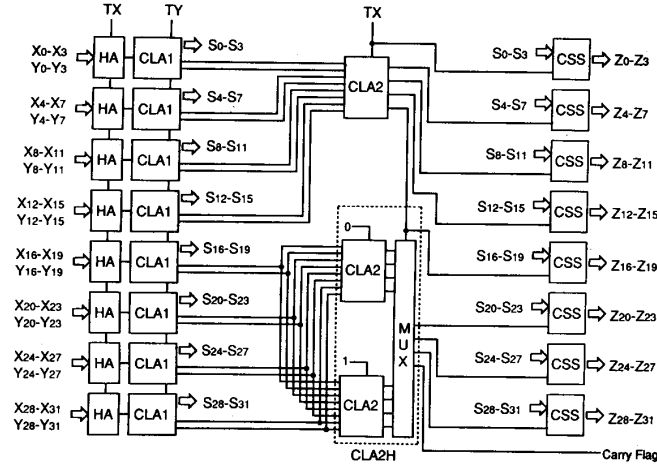 TX TY TX
X0-X3 Y0-Y3 HA CLA1 S0-S3 CLA2 S0-S3 CSS Z0-Z3
X4-X7 Y4-Y7 HA CLA1 S4-S7 S4-S7 CSS Z4-Z7
X8-X11 Y8-Y11 HA CLA1 S8-S11 S8-S11 CSS Z8-Z11
X12-X15 Y12-Y15 HA CLA1 S12-S15 S12-S15 CSS Z12-Z15
X16-X19 Y16-Y19 HA CLA1 S16-S19 0 CLA2 S16-S19 CSS Z16-Z19
X20-X23 Y20-Y23 HA CLA1 S20-S23 MUX S20-S23 CSS Z20-Z23
X24-X27 Y24-Y27 HA CLA1 S24-S27 1 S24-S27 CSS Z24-Z27
X28-X31 Y28-Y31 HA CLA1 S28-S31 CLA2 S28-S31 CSS Z28-Z31
CLA2H Carry Flag